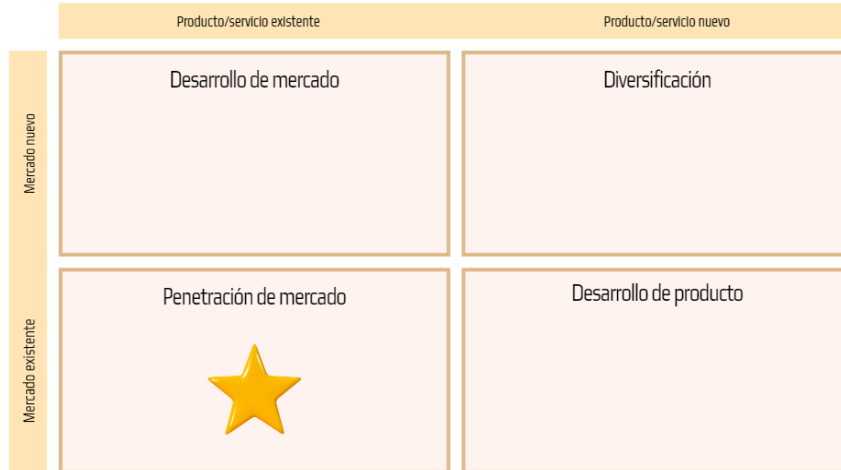 Producto/servicio existente
Producto/servicio nuevo
Mercado nuevo
Desarrollo de mercado
Diversificación
Mercado existente
Penetración de mercado
Desarrollo de producto